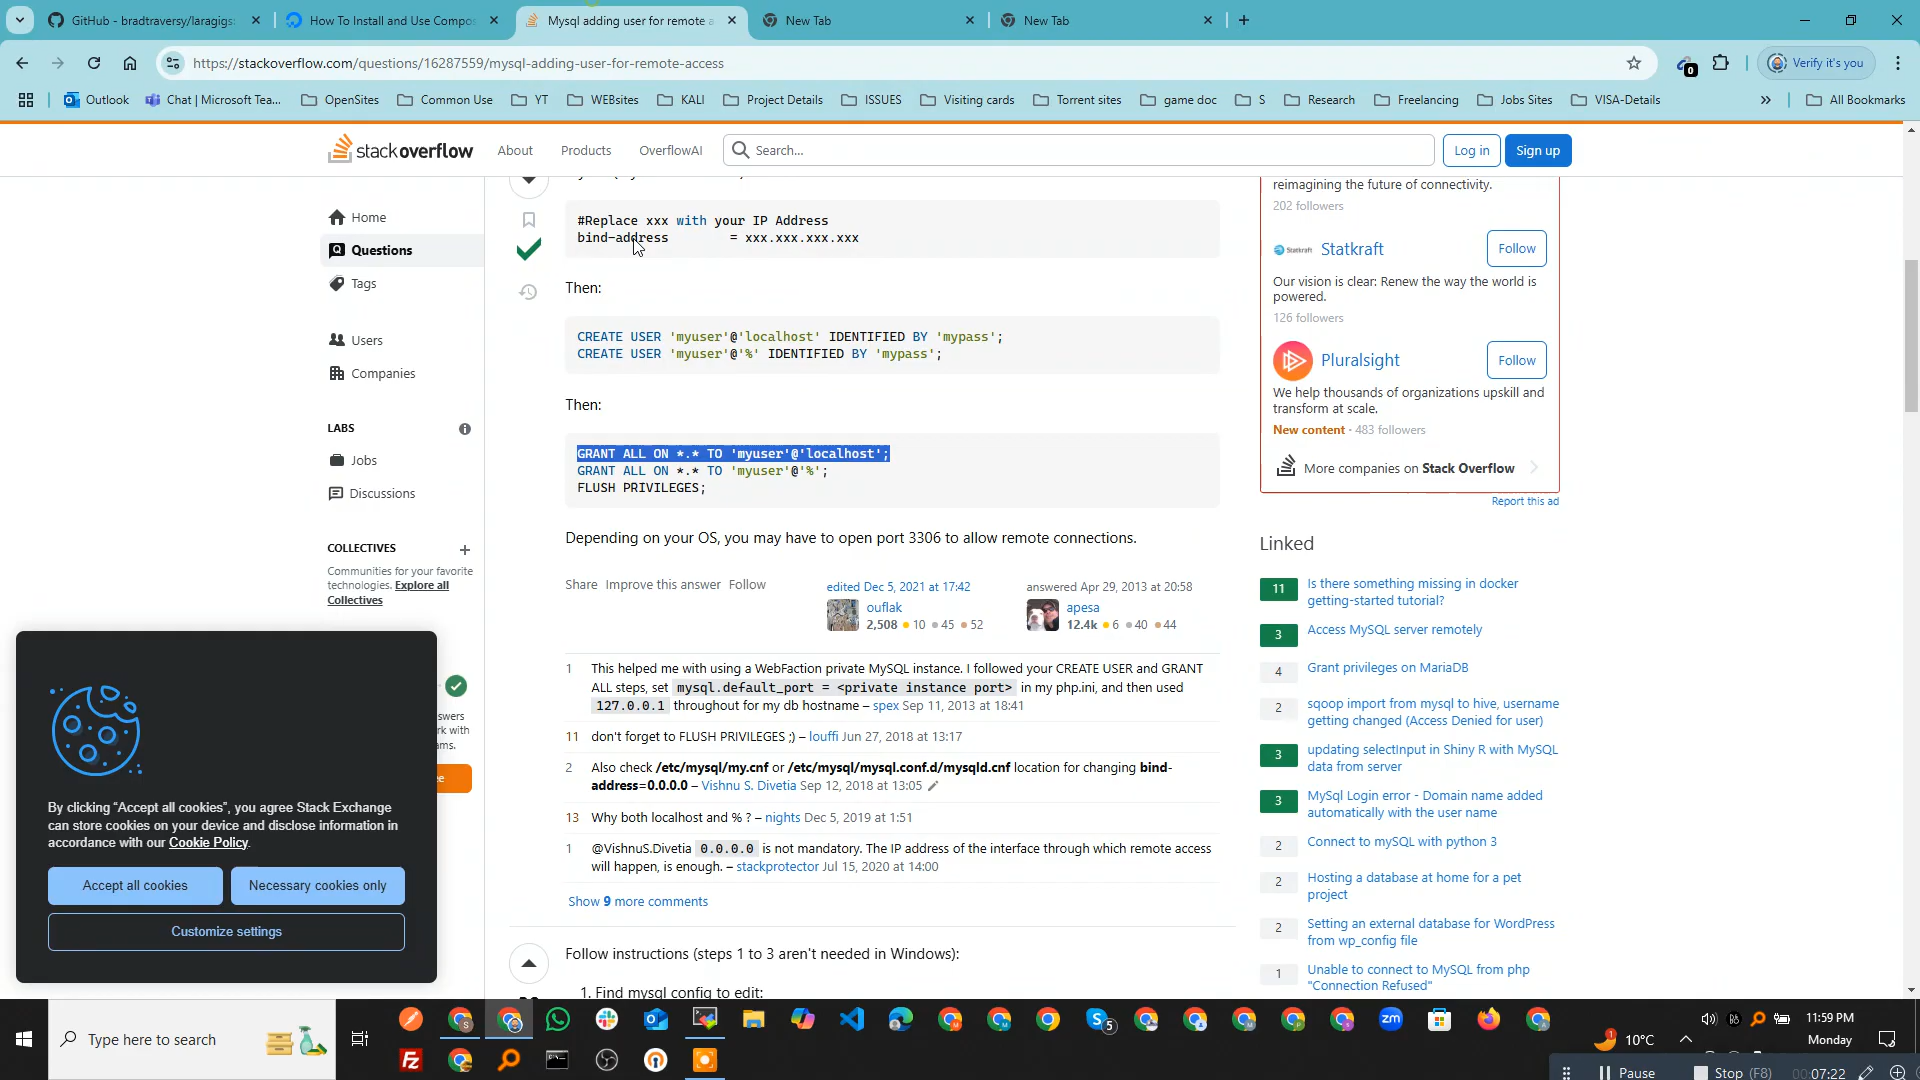 GitHub - bradtraversy/laragigs
How To Install and Use Compos
Mysql adding user for remote a
New Tab
New Tab
https://stackoverflow.com/questions/16287559/mysql-adding-user-for-remote-access
0
Verify it's you
Outlook
Chat | Microsoft Tea...
OpenSites
Common Use
YT
WEBsites
KALI
Project Details
ISSUES
Visiting cards
Torrent sites
game doc
S
Research
Freelancing
Jobs Sites
VISA-Details
All Bookmarks
stackoverflow
About
Products
OverflowAI
Search...
Log in
Sign up
Home
Questions
Tags
Users
Companies
LABS
Jobs
Discussions
COLLECTIVES
Communities for your favorite
technologies. Explore all
Collectives
swers
rk with
ams.
ee
#Replace xxx with your IP Address
bind-address        = xxx.xxx.xxx.xxx
Then:
CREATE USER 'myuser'@'localhost' IDENTIFIED BY 'mypass';
CREATE USER 'myuser'@'%' IDENTIFIED BY 'mypass';
Then:
GRANT ALL ON *.* TO 'myuser'@'localhost';
GRANT ALL ON *.* TO 'myuser'@'%';
FLUSH PRIVILEGES;
Depending on your OS, you may have to open port 3306 to allow remote connections.
Share Improve this answer Follow
edited Dec 5, 2021 at 17:42
ouflak
2,508 10 45 52
answered Apr 29, 2013 at 20:58
apesa
12.4k 6 40 44
1 This helped me with using a WebFaction private MySQL instance. I followed your CREATE USER and GRANT
ALL steps, set mysql.default_port = <private instance port> in my php.ini, and then used
127.0.0.1 throughout for my db hostname – spex Sep 11, 2013 at 18:41
11 don't forget to FLUSH PRIVILEGES ;) – louffi Jun 27, 2018 at 13:17
2 Also check /etc/mysql/my.cnf or /etc/mysql/mysql.conf.d/mysqld.cnf location for changing bind-
address=0.0.0.0 – Vishnu S. Divetia Sep 12, 2018 at 13:05
13 Why both localhost and % ? – nights Dec 5, 2019 at 1:51
1 @VishnuS.Divetia 0.0.0.0 is not mandatory. The IP address of the interface through which remote access
will happen, is enough. – stackprotector Jul 15, 2020 at 14:00
Show 9 more comments
Follow instructions (steps 1 to 3 aren't needed in Windows):
1. Find mysql config to edit:
reimagining the future of connectivity.
202 followers
Statkraft
Statkraft
Follow
Our vision is clear: Renew the way the world is
powered.
126 followers
Pluralsight
Follow
We help thousands of organizations upskill and
transform at scale.
New content · 483 followers
More companies on Stack Overflow
Report this ad
Linked
11 Is there something missing in docker
getting-started tutorial?
3 Access MySQL server remotely
4 Grant privileges on MariaDB
2 sqoop import from mysql to hive, username
getting changed (Access Denied for user)
3 updating selectInput in Shiny R with MySQL
data from server
3 MySql Login error - Domain name added
automatically with the user name
2 Connect to mySQL with python 3
2 Hosting a database at home for a pet
project
2 Setting an external database for WordPress
from wp_config file
1 Unable to connect to MySQL from php
"Connection Refused"
By clicking “Accept all cookies”, you agree Stack Exchange
can store cookies on your device and disclose information in
accordance with our Cookie Policy.
Accept all cookies
Necessary cookies only
Customize settings
Type here to search
5
zm
1
10°C
11:59 PM
Monday
Pause
Stop (F8)
00:07:22